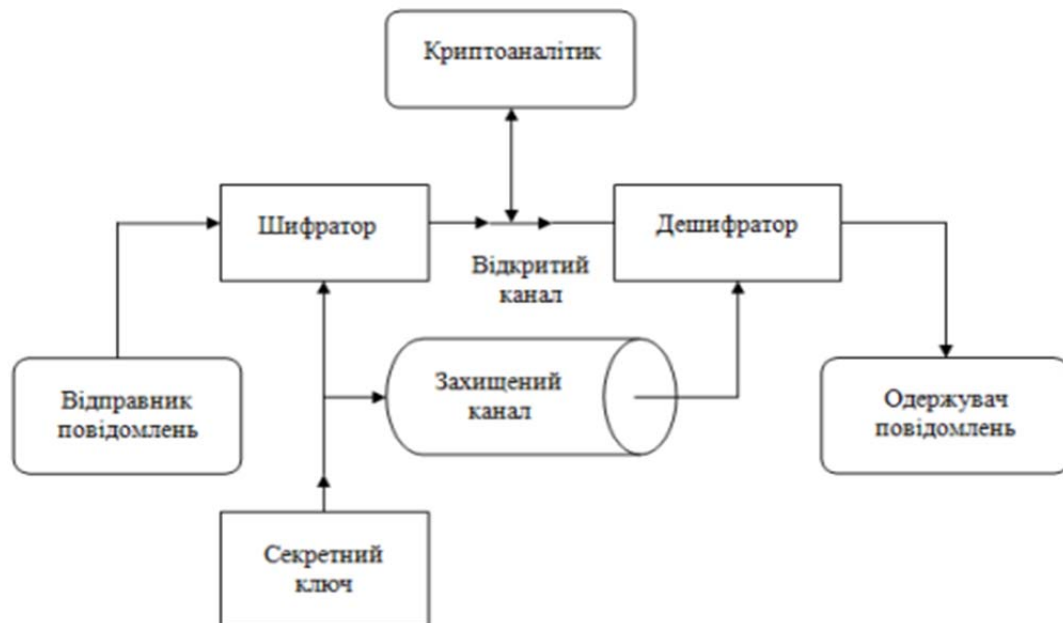 Криптоаналітик
Шифратор
Дешифратор
Відкритий
канал
Відправник
повідомлень
Захищений
канал
Одержувач
повідомлень
Секретний
ключ